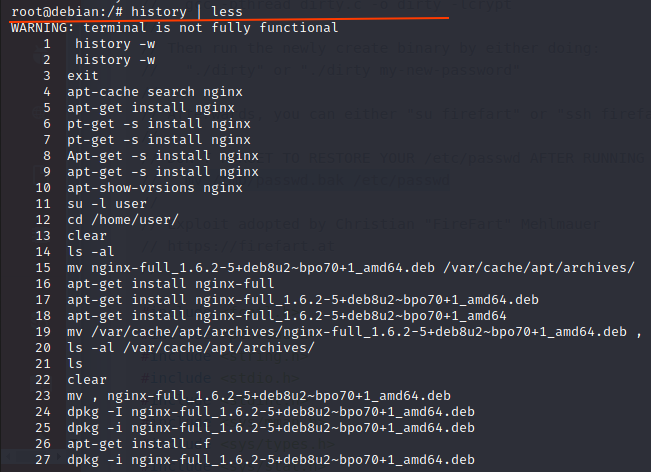 root@debian:/# history | less
WARNING: terminal is not fully functional
1 history -w
2 history -w
3 exit
4 apt-cache search nginx
5 apt-get install nginx
6 pt-get -s install nginx
7 pt-get -s install nginx
8 Apt-get -s install nginx
9 apt-get -s install nginx
10 apt-show-vrsions nginx
11 su -l user
12 cd /home/user/
13 clear
14 ls -al
15 mv nginx-full_1.6.2-5+deb8u2~bpo70+1_amd64.deb /var/cache/apt/archives/
16 apt-get install nginx-full
17 apt-get install nginx-full_1.6.2-5+deb8u2~bpo70+1_amd64.deb
18 apt-get install nginx-full_1.6.2-5+deb8u2~bpo70+1_amd64
19 mv /var/cache/apt/archives/nginx-full_1.6.2-5+deb8u2~bpo70+1_amd64.deb ,
20 ls -al /var/cache/apt/archives/
21 ls
22 clear
23 mv , nginx-full_1.6.2-5+deb8u2~bpo70+1_amd64.deb
24 dpkg -I nginx-full_1.6.2-5+deb8u2~bpo70+1_amd64.deb
25 dpkg -i nginx-full_1.6.2-5+deb8u2~bpo70+1_amd64.deb
26 apt-get install -f
27 dpkg -i nginx-full_1.6.2-5+deb8u2~bpo70+1_amd64.deb